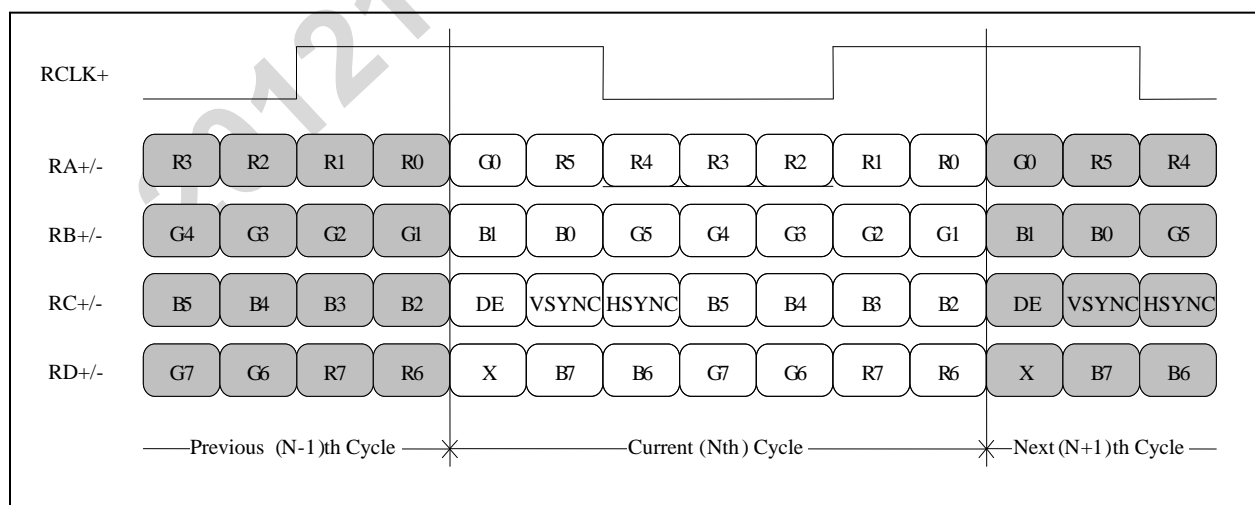 20121
RCLK+
RA+/- R3 R2 R1 R0 G0 R5 R4 R3 R2 R1 R0 G0 R5 R4
RB+/- G4 G3 G2 G1 B1 B0 G5 G4 G3 G2 G1 B1 B0 G5
RC+/- B5 B4 B3 B2 DE VSYNC HSYNC B5 B4 B3 B2 DE VSYNC HSYNC
RD+/- G7 G6 R7 R6 X B7 B6 G7 G6 R7 R6 X B7 B6
Previous (N-1)th Cycle Current (Nth) Cycle Next (N+1)th Cycle